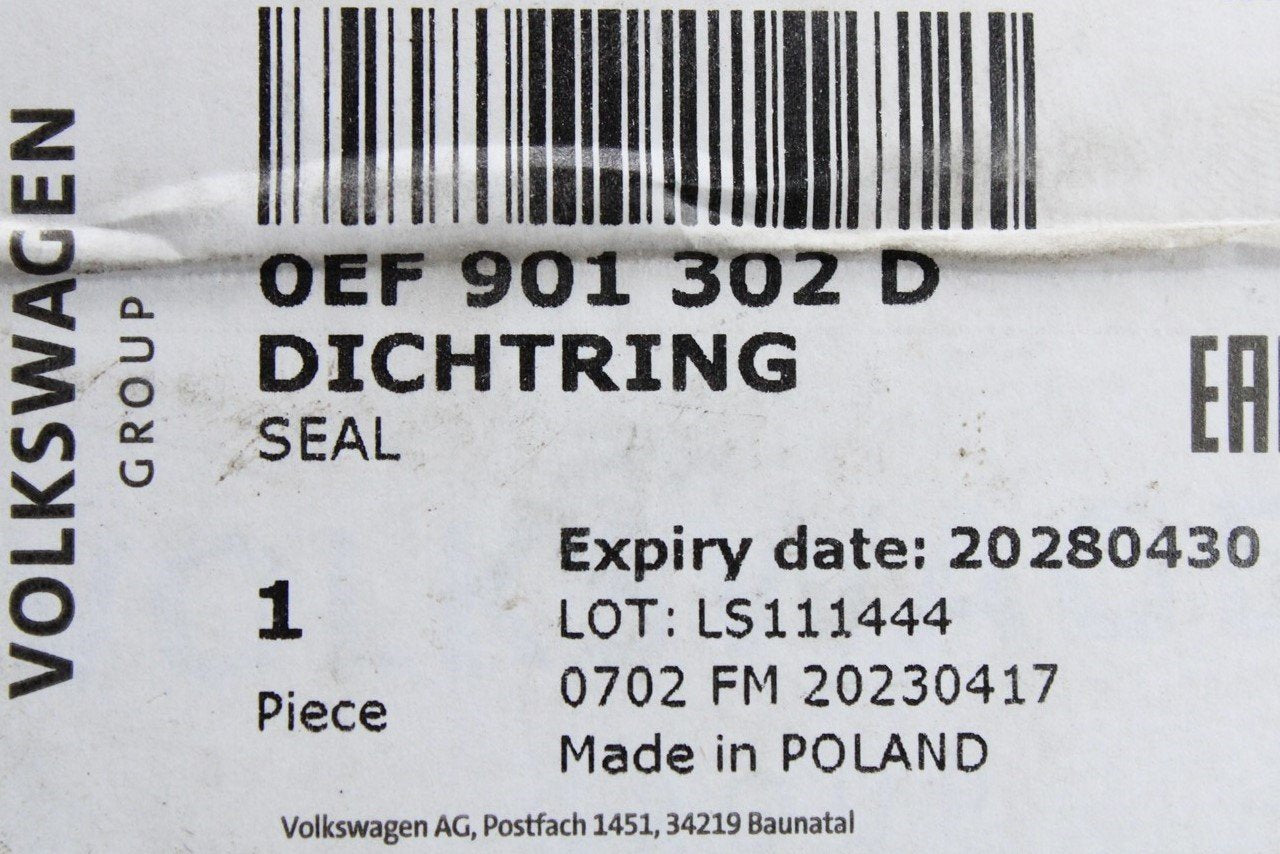 VOLKSWAGEN
GROUP
0EF 901 302 D
DICHTRING
SEAL
EAC
1
Piece
Expiry date: 20280430
LOT: LS111444
0702 FM 20230417
Made in POLAND
Volkswagen AG, Postfach 1451, 34219 Baunatal